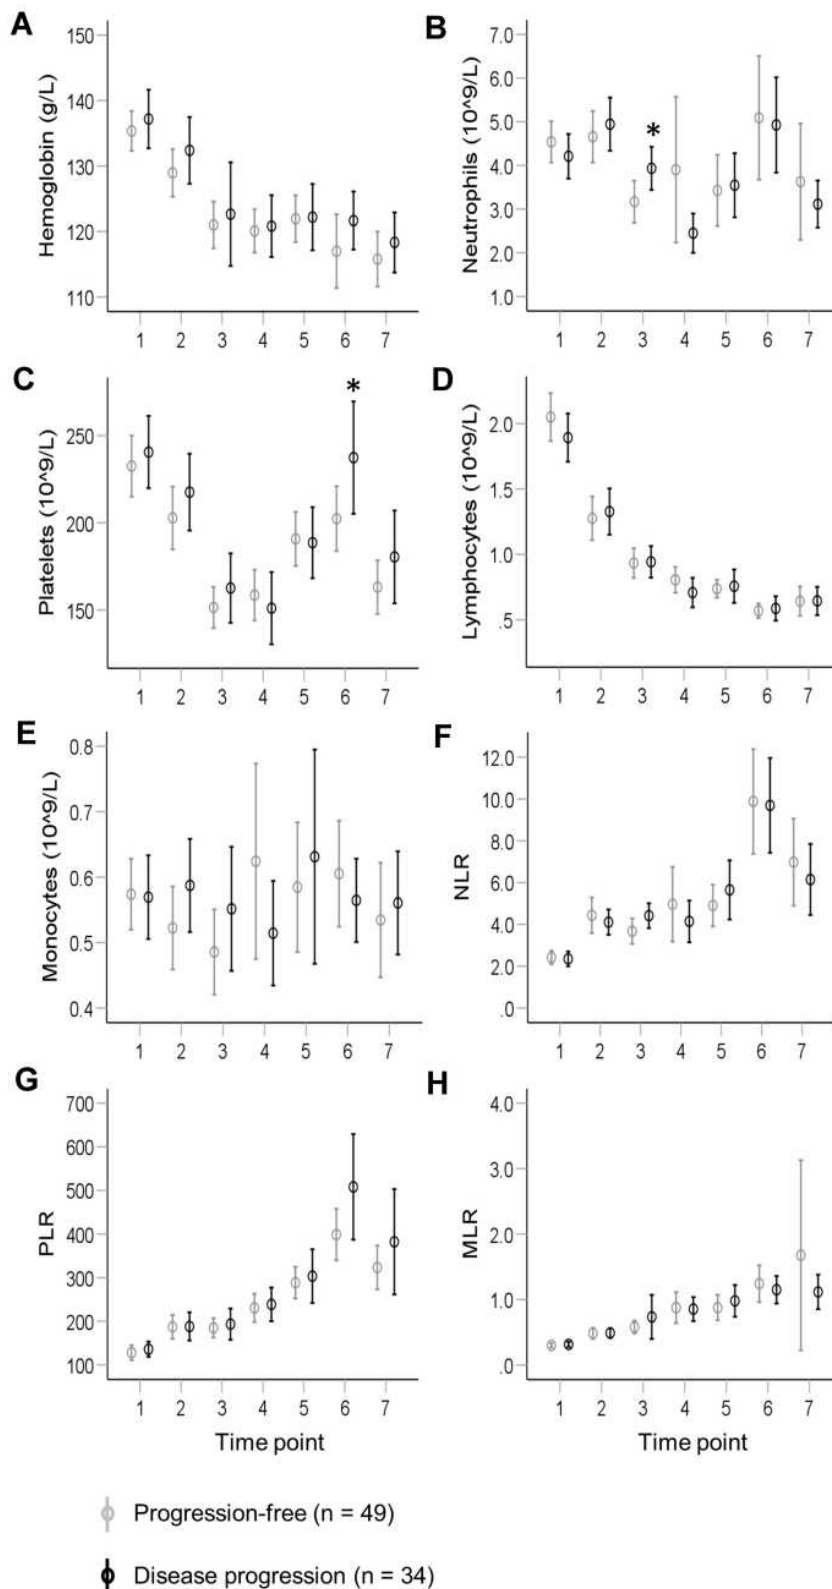 A
Hemoglobin (g/L)
150
140
130
120
110
1 2 3 4 5 6 7
B
Neutrophils (10^9/L)
7.0
6.0
5.0
4.0
3.0
2.0
1.0
*
1 2 3 4 5 6 7
C
Platelets (10^9/L)
250
200
150
*
1 2 3 4 5 6 7
D
Lymphocytes (10^9/L)
2.0
1.5
1.0
.5
1 2 3 4 5 6 7
E
Monocytes (10^9/L)
0.8
0.7
0.6
0.5
0.4
1 2 3 4 5 6 7
F
NLR
12.0
10.0
8.0
6.0
4.0
2.0
.0
1 2 3 4 5 6 7
G
PLR
700
600
500
400
300
200
100
1 2 3 4 5 6 7
Time point
H
MLR
4.0
3.0
2.0
1.0
.0
1 2 3 4 5 6 7
Time point
Progression-free (n = 49)
Disease progression (n = 34)